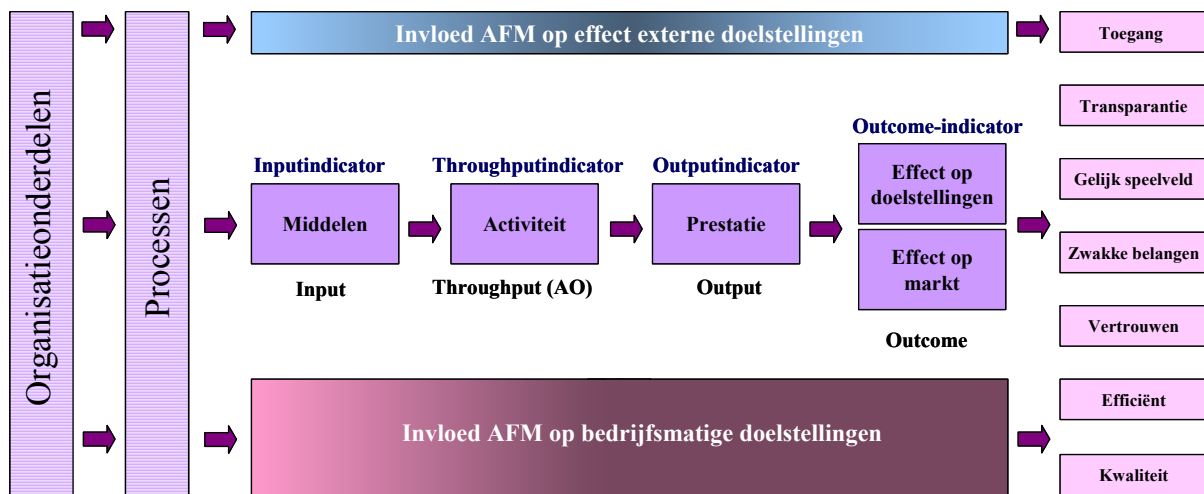 Organisatieonderdelen
Processen
Invloed AFM op effect externe doelstellingen
Inputindicator
Middelen
Input
Throughputindicator
Activiteit
Throughput (AO)
Outputindicator
Prestatie
Output
Outcome-indicator
Effect op
doelstellingen
Effect op
markt
Outcome
Invloed AFM op bedrijfsmatige doelstellingen
Toegang
Transparantie
Gelijk speelveld
Zwakke belangen
Vertrouwen
Efficiënt
Kwaliteit